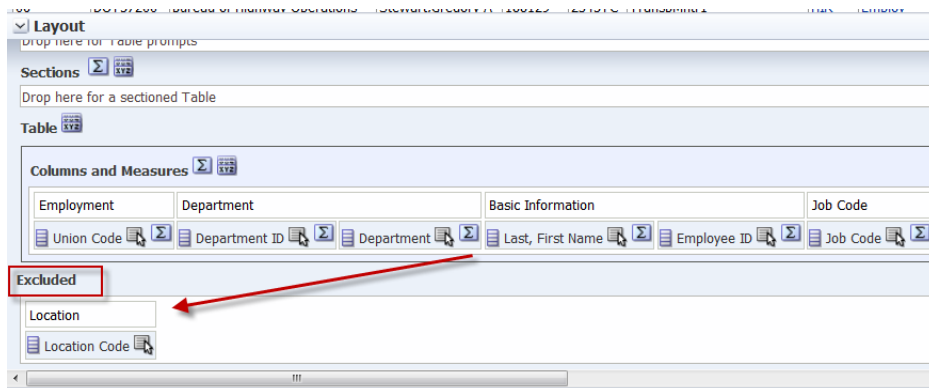 Layout
Drop here for Table prompts
Sections
Drop here for a sectioned Table
Table
Columns and Measures
Employment Department Basic Information Job Code
Union Code Department ID Department Last, First Name Employee ID Job Code
Excluded
Location
Location Code